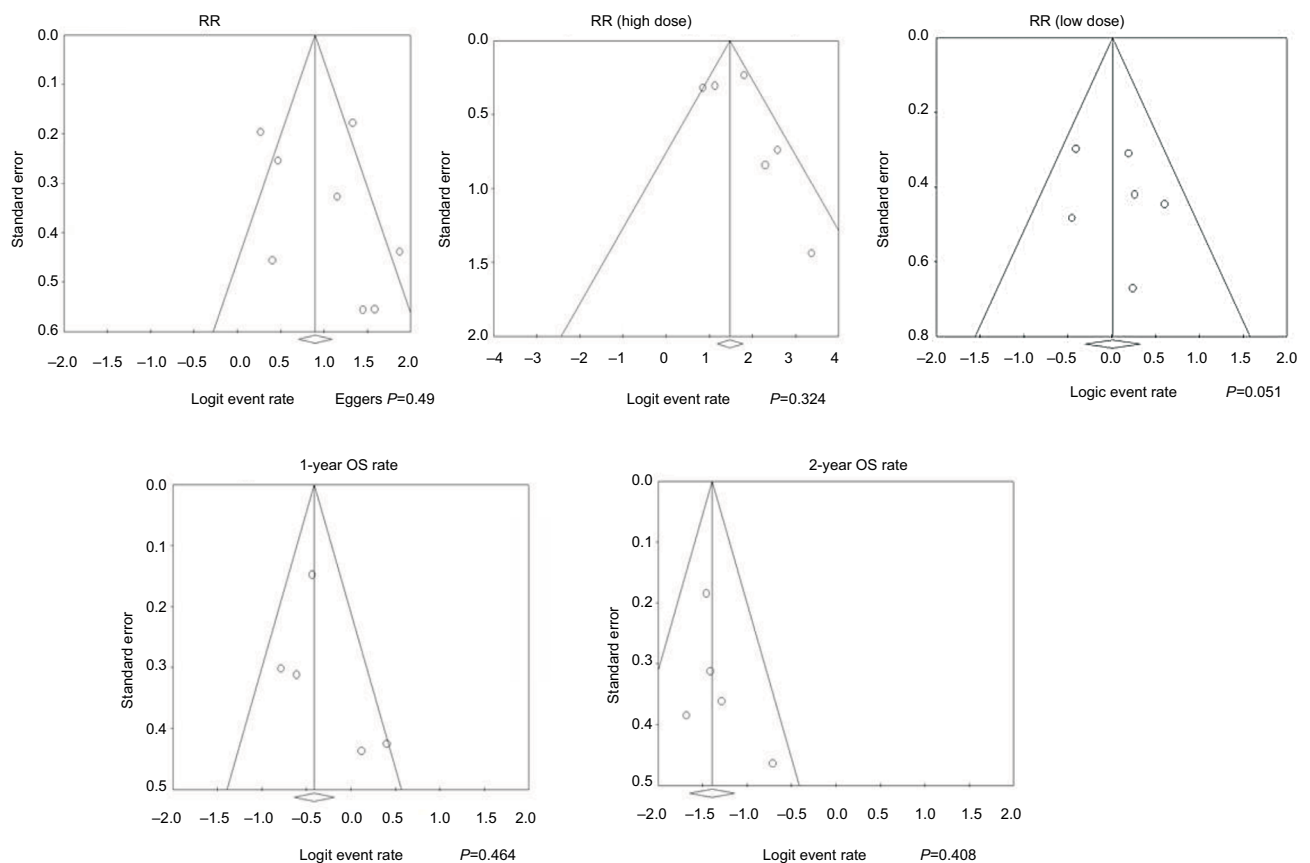 RR
0.0
0.1
0.2
0.3
0.4
0.5
0.6
Standard error
–2.0 –1.5 –1.0 –0.5 0.0 0.5 1.0 1.5 2.0
Logit event rate Eggers P=0.49
RR (high dose)
0.0
0.5
1.0
1.5
2.0
Standard error
–4 –3 –2 –1 0 1 2 3 4
Logit event rate P=0.324
RR (low dose)
0.0
0.2
0.4
0.6
0.8
Standard error
–2.0 –1.5 –1.0 –0.5 0.0 0.5 1.0 1.5 2.0
Logic event rate P=0.051
1-year OS rate
0.0
0.1
0.2
0.3
0.4
0.5
Standard error
–2.0 –1.5 –1.0 –0.5 0.0 0.5 1.0 1.5 2.0
Logit event rate P=0.464
2-year OS rate
0.0
0.1
0.2
0.3
0.4
0.5
Standard error
–2.0 –1.5 –1.0 –0.5 0.0 0.5 1.0 1.5 2.0
Logit event rate P=0.408